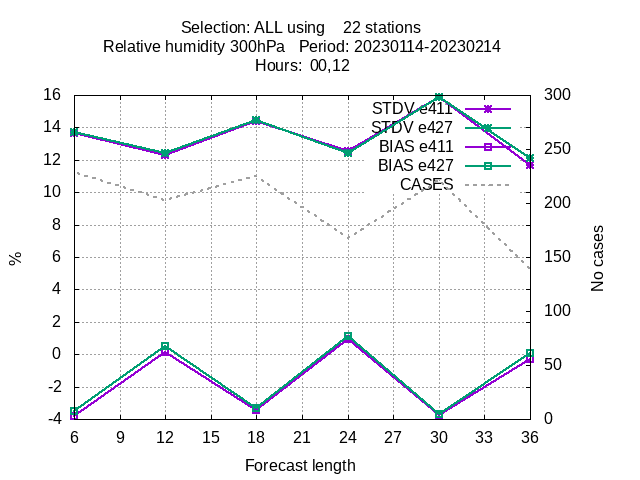 Selection: ALL using 22 stations
Relative humidity 300hPa Period: 20230114-20230214
Hours: 00,12
STDV e411
STDV e427
BIAS e411
BIAS e427
CASES
16
14
12
10
8
6
4
2
0
-2
-4
%
300
250
200
150
100
50
0
No cases
6 9 12 15 18 21 24 27 30 33 36
Forecast length